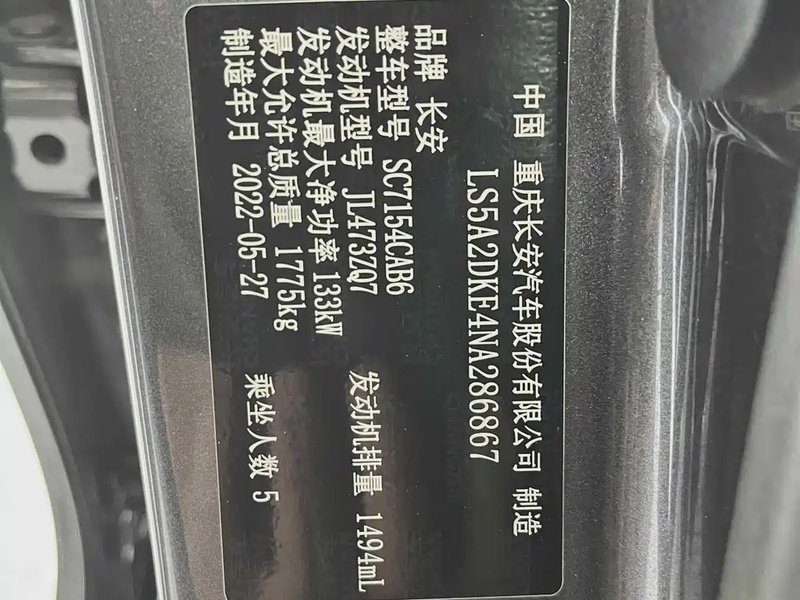 中国 重庆长安汽车股份有限公司 制造
LS5A2DKE4NA286867
品牌 长安
整车型号 SC7154CAB6
发动机型号 JL473ZQ7 发动机排量 1494mL
发动机最大净功率 133kW
最大允许总质量 1775kg
制造年月 2022-05-27 乘坐人数 5